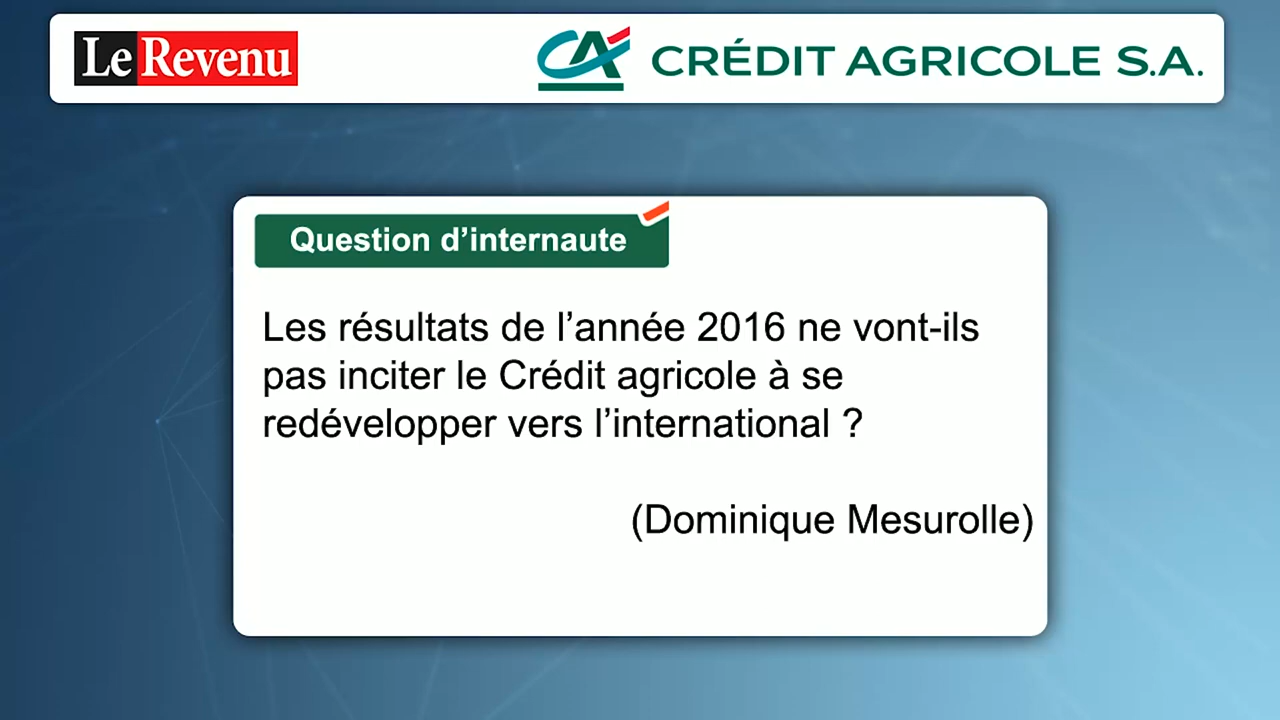 Le Revenu
CRÉDIT AGRICOLE S.A.
Question d’internaute
Les résultats de l’année 2016 ne vont-ils
pas inciter le Crédit agricole à se
redévelopper vers l’international ?
(Dominique Mesurolle)